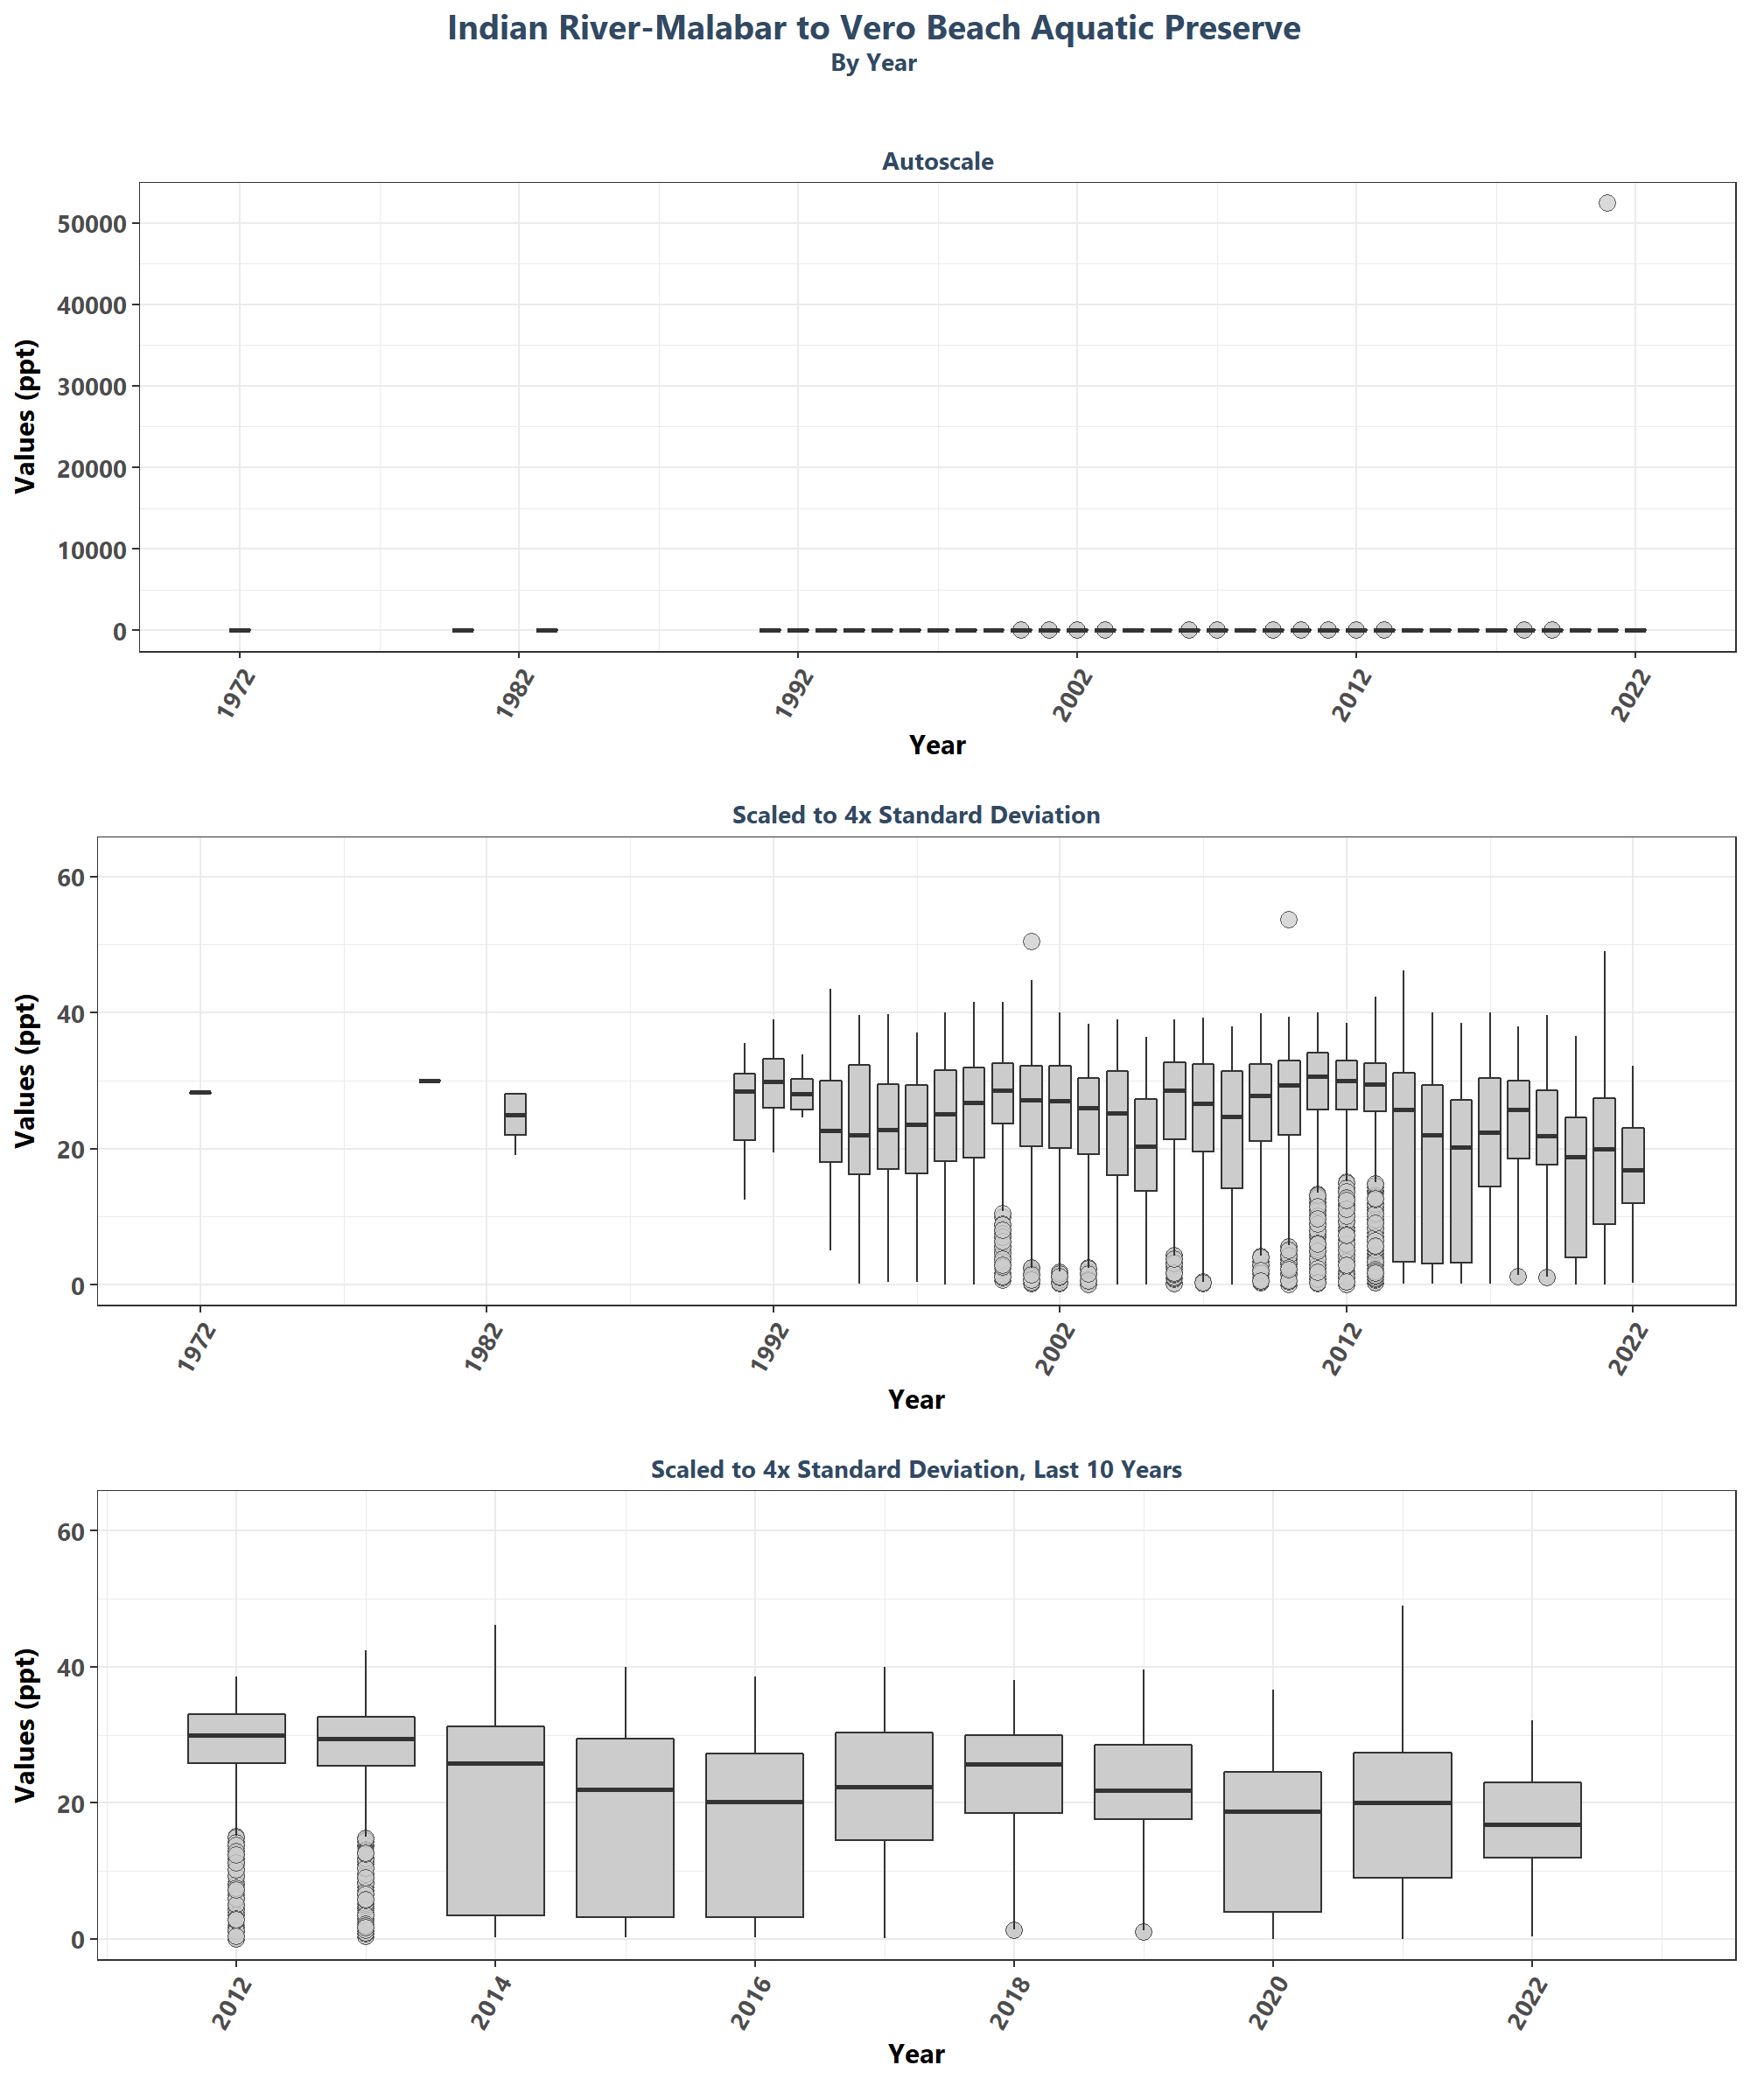 Indian River-Malabar to Vero Beach Aquatic Preserve
By Year
Autoscale
Values (ppt)
50000
40000
30000
20000
10000
0
1972
1982
1992
2002
2012
2022
Year
Scaled to 4x Standard Deviation
Values (ppt)
60
40
20
0
1972
1982
1992
2002
2012
2022
Year
Scaled to 4x Standard Deviation, Last 10 Years
Values (ppt)
60
40
20
0
2012
2014
2016
2018
2020
2022
Year